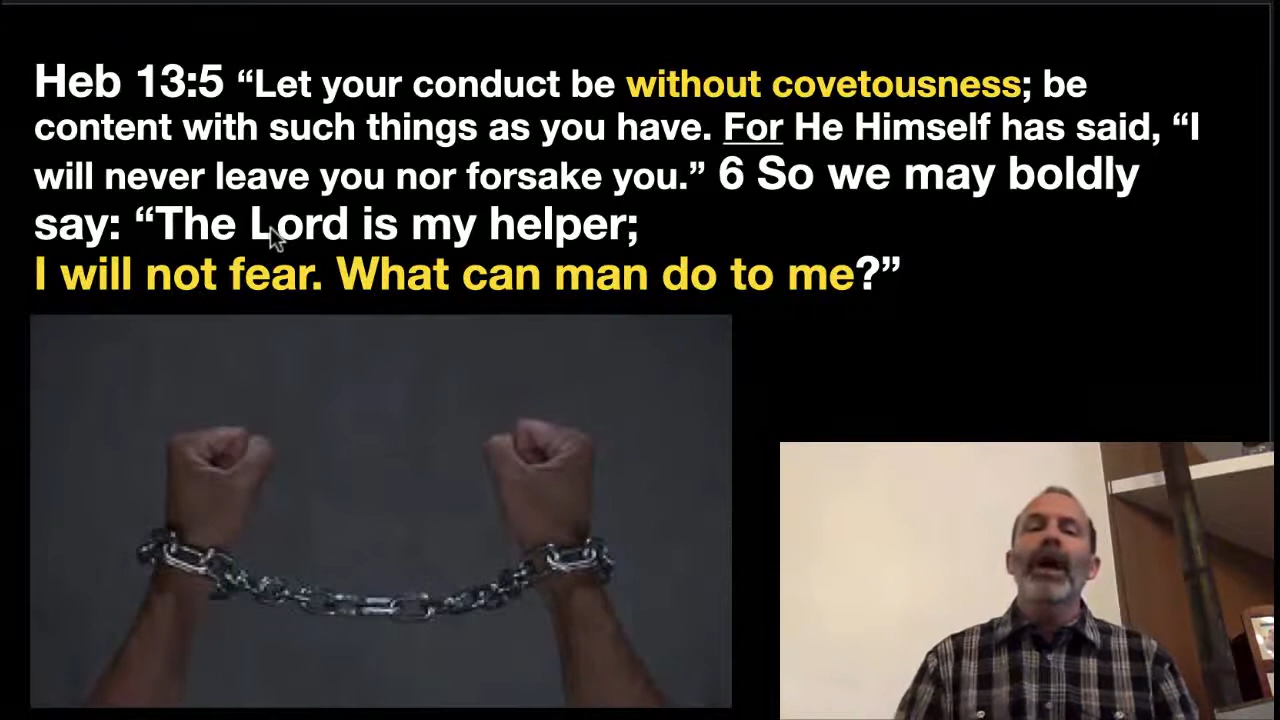 Heb 13:5 “Let your conduct be without covetousness; be
content with such things as you have. For He Himself has said, “I
will never leave you nor forsake you.” 6 So we may boldly
say: “The Lord is my helper;
I will not fear. What can man do to me?”